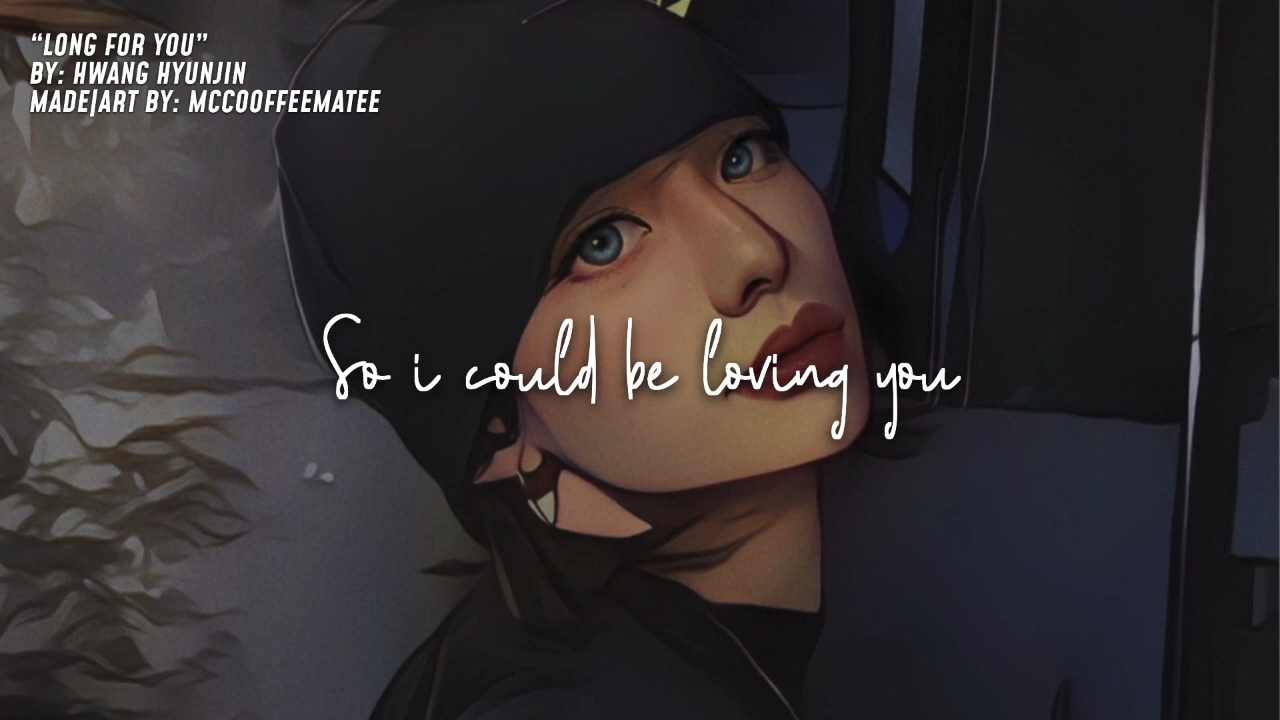 “LONG FOR YOU”
BY: HWANG HYUNJIN
MADE|ART BY: MCCOOFFEEMATEE
So i could be loving you